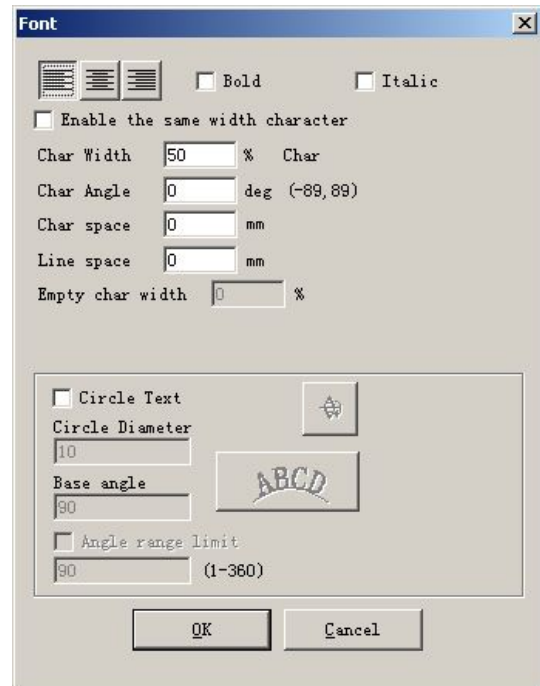 Font
Bold Italic
Enable the same width character
Char Width 50 % Char
Char Angle 0 deg (-89,89)
Char space 0 mm
Line space 0 mm
Empty char width 0 %
Circle Text
Circle Diameter
10
ABCD
Base angle
90
Angle range limit
90 (1-360)
OK Cancel